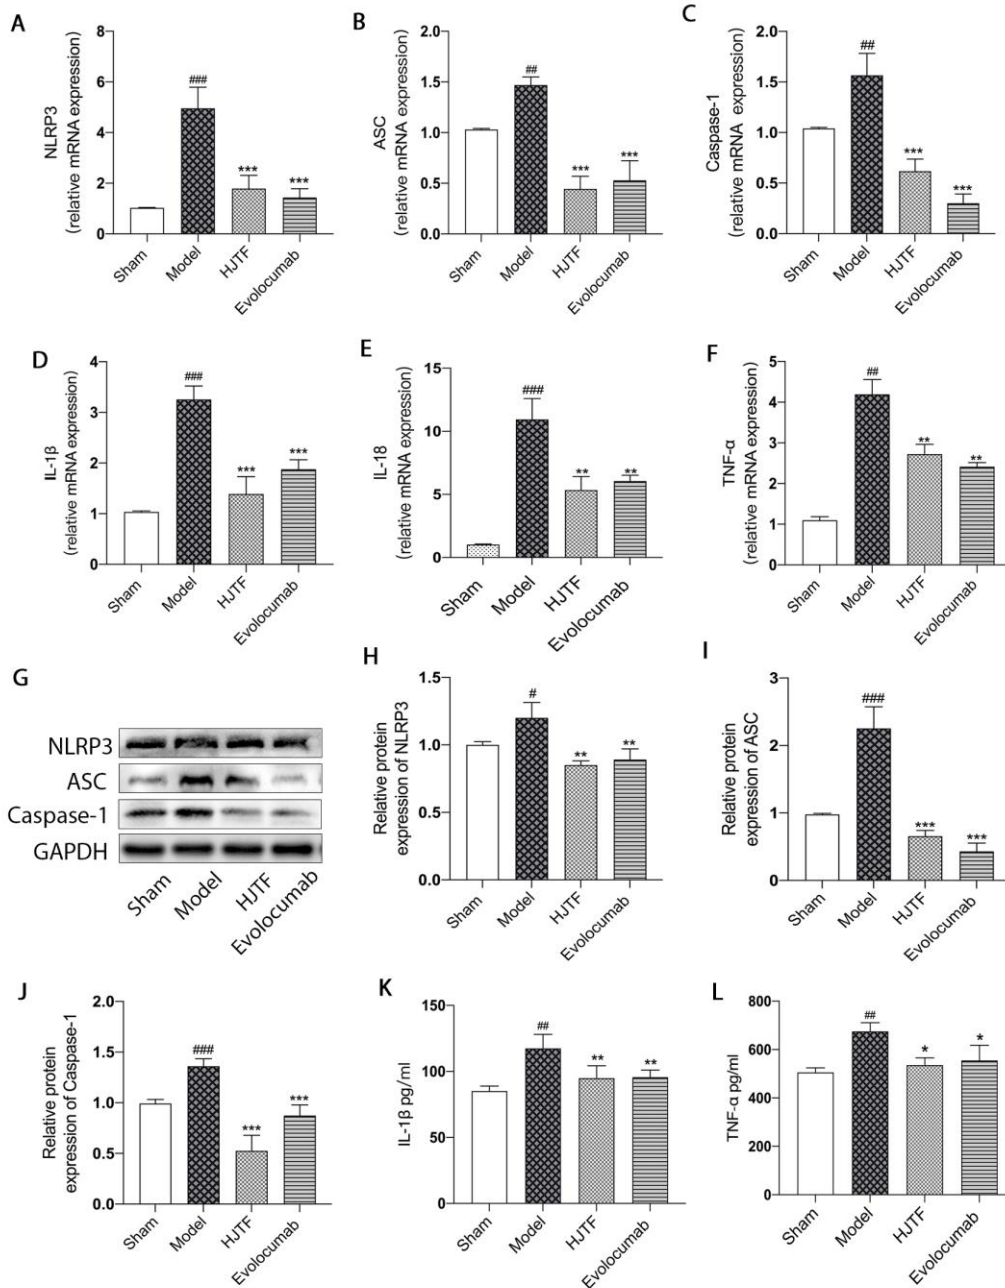 A
NLRP3
(relative mRNA expression)
8
6
4
2
0
###
***
***
Sham
Model
HJTF
Evolocumab
B
ASC
(relative mRNA expression)
2.0
1.5
1.0
0.5
0.0
##
***
***
Sham
Model
HJTF
Evolocumab
C
Caspase-1
(relative mRNA expression)
2.0
1.5
1.0
0.5
0.0
##
***
***
Sham
Model
HJTF
Evolocumab
D
IL-1β
(relative mRNA expression)
4
3
2
1
0
###
***
***
Sham
Model
HJTF
Evolocumab
E
IL-18
(relative mRNA expression)
15
10
5
0
###
**
**
Sham
Model
HJTF
Evolocumab
F
TNF-α
(relative mRNA expression)
5
4
3
2
1
0
##
**
**
Sham
Model
HJTF
Evolocumab
G
NLRP3
ASC
Caspase-1
GAPDH
Sham
Model
HJTF
Evolocumab
H
Relative protein
expression of NLRP3
1.5
1.0
0.5
0.0
#
**
**
Sham
Model
HJTF
Evolocumab
I
Relative protein
expression of ASC
3
2
1
0
###
***
***
Sham
Model
HJTF
Evolocumab
J
Relative protein
expression of Caspase-1
2.0
1.5
1.0
0.5
0.0
###
***
***
Sham
Model
HJTF
Evolocumab
K
IL-1β pg/ml
150
100
50
0
##
**
**
Sham
Model
HJTF
Evolocumab
L
TNF-α pg/ml
800
600
400
200
0
##
*
*
Sham
Model
HJTF
Evolocumab